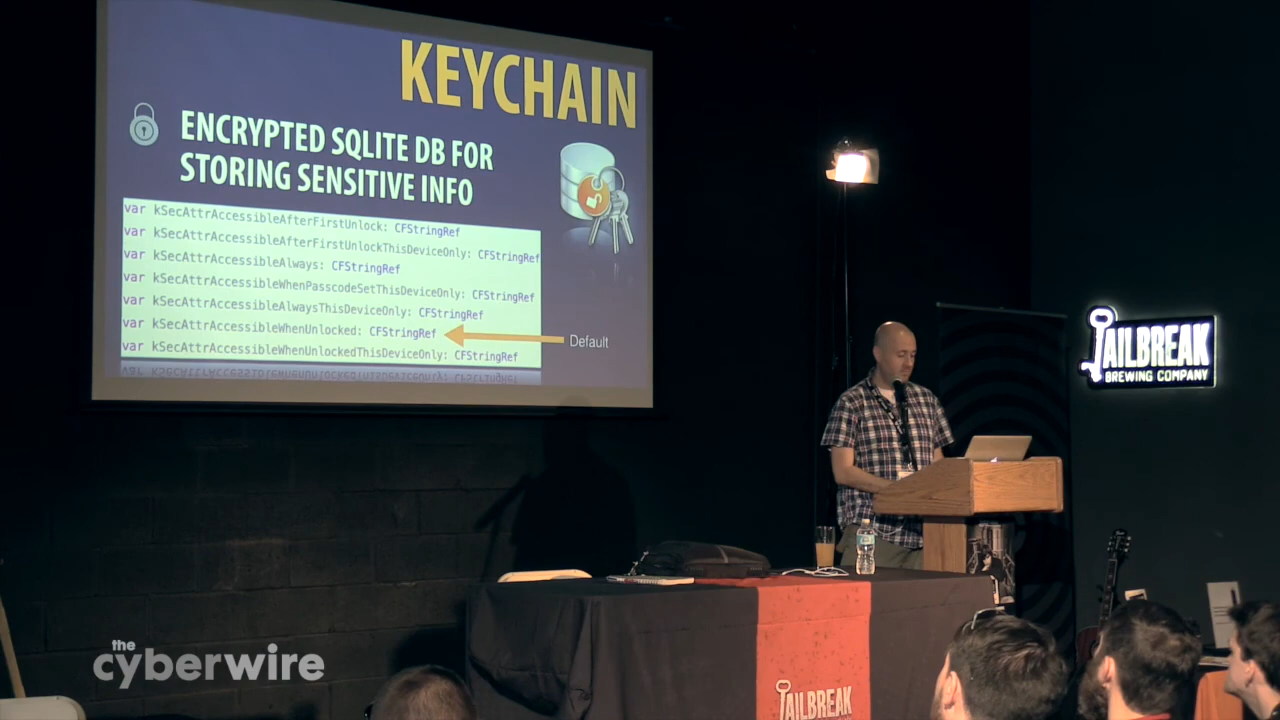 KEYCHAIN
ENCRYPTED SQLITE DB FOR
STORING SENSITIVE INFO
var kSecAttrAccessibleAfterFirstUnlock: CFStringRef
var kSecAttrAccessibleAfterFirstUnlockThisDeviceOnly: CFStringRef
var kSecAttrAccessibleAlways: CFStringRef
var kSecAttrAccessibleWhenPasscodeSetThisDeviceOnly: CFStringRef
var kSecAttrAccessibleAlwaysThisDeviceOnly: CFStringRef
var kSecAttrAccessibleWhenUnlocked: CFStringRef
Default
var kSecAttrAccessibleWhenUnlockedThisDeviceOnly: CFStringRef
JAILBREAK
BREWING COMPANY
the
cyberwire
JAILBREAK